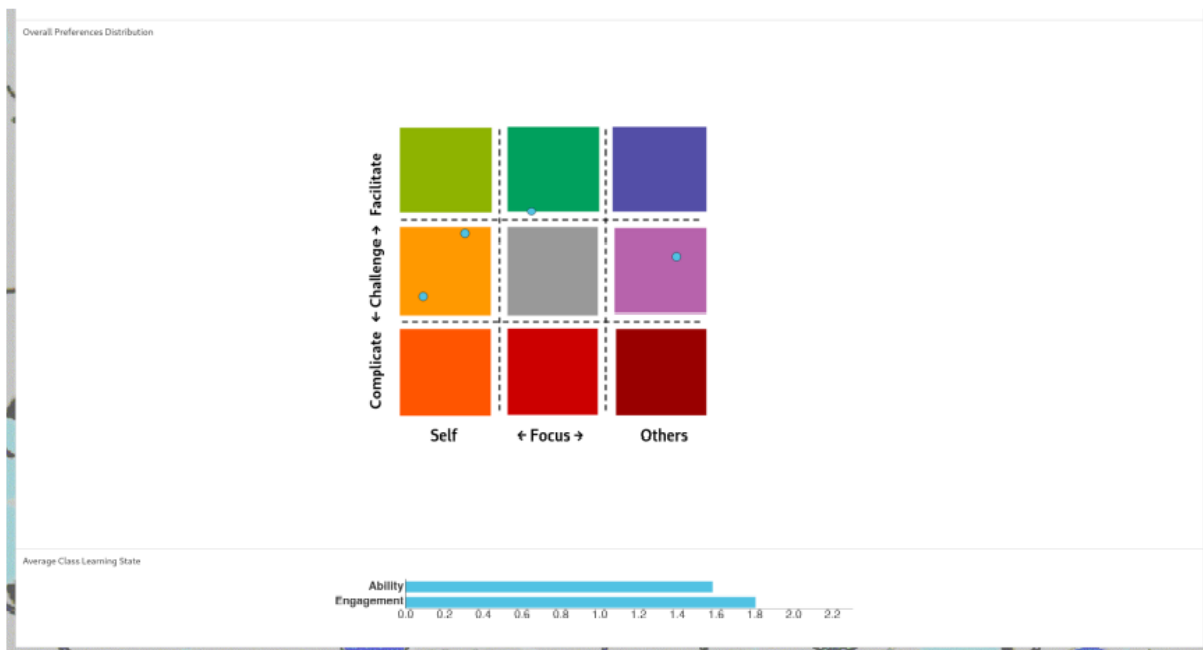 Overall Preferences Distribution
Complicate ← Challenge → Facilitate
Self ← Focus → Others
Average Class Learning State
Ability
Engagement
0.0 0.2 0.4 0.6 0.8 1.0 1.2 1.4 1.6 1.8 2.0 2.2